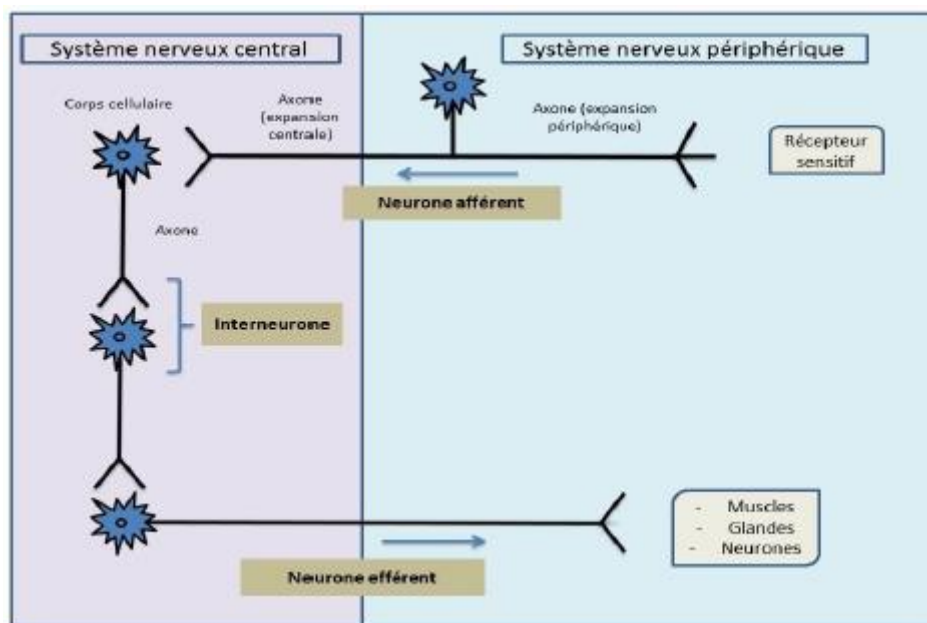 Système nerveux central
Système nerveux périphérique
Corps cellulaire
Axone
(expansion
centrale)
Axone (expansion
périphérique)
Récepteur
sensitif
Neurone afférent
Axone
Interneurone
- Muscles
- Glandes
- Neurones
Neurone efférent